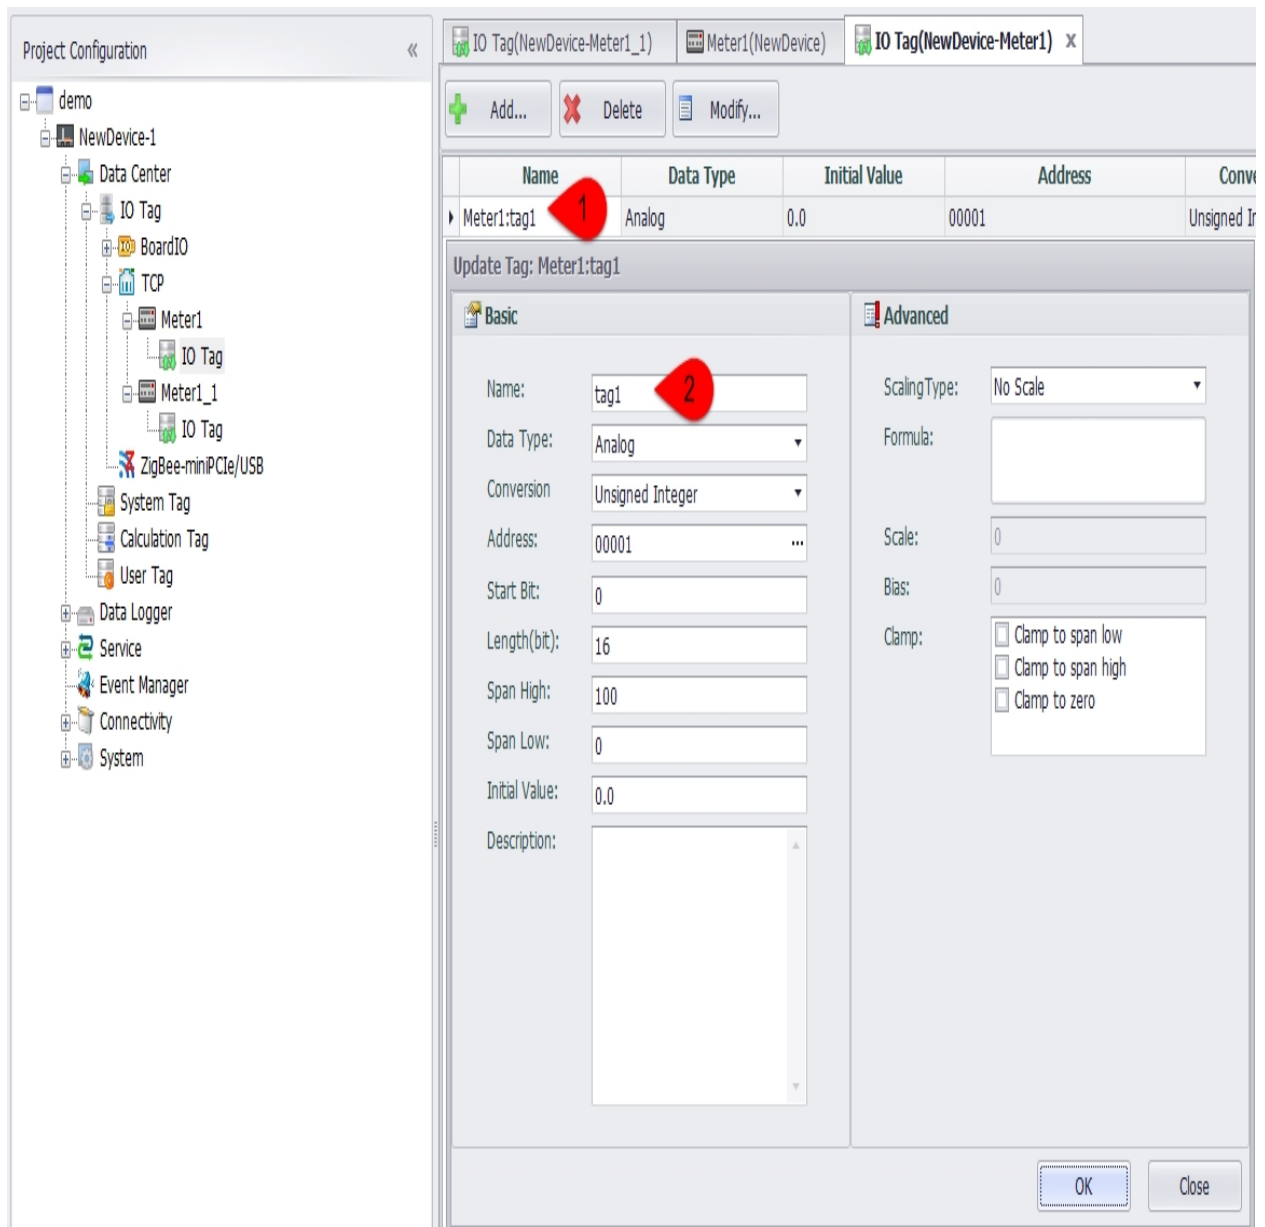 Project Configuration «
demo
NewDevice-1
Data Center
IO Tag
BoardIO
TCP
Meter1
IO Tag
Meter1_1
IO Tag
ZigBee-miniPCIe/USB
System Tag
Calculation Tag
User Tag
Data Logger
Service
Event Manager
Connectivity
System
IO Tag(NewDevice-Meter1_1) Meter1(NewDevice) IO Tag(NewDevice-Meter1) x
Add... Delete Modify...
Name Data Type Initial Value Address Conve
Meter1:tag1 1 Analog 0.0 00001 Unsigned In
Update Tag: Meter1:tag1
Basic
Name: tag1 2
Data Type: Analog
Conversion Unsigned Integer
Address: 00001 ...
Start Bit: 0
Length(bit): 16
Span High: 100
Span Low: 0
Initial Value: 0.0
Description:
Advanced
ScalingType: No Scale
Formula:
Scale: 0
Bias: 0
Clamp: Clamp to span low
Clamp to span high
Clamp to zero
OK Close